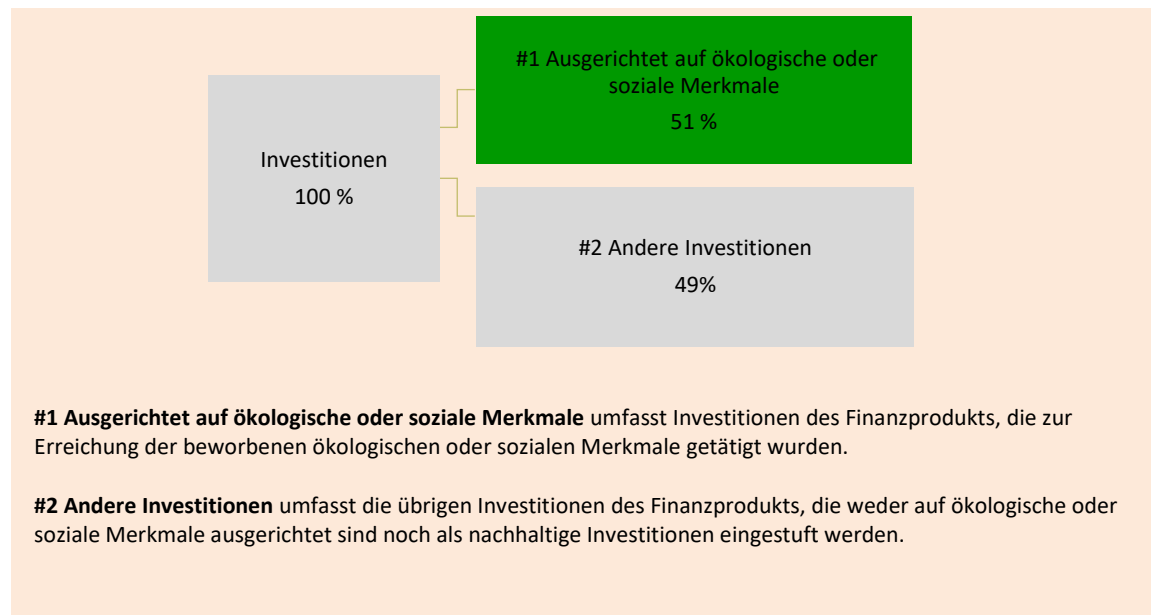 #1 Ausgerichtet auf ökologische oder
soziale Merkmale
51 %
Investitionen
100 %
#2 Andere Investitionen
49%
#1 Ausgerichtet auf ökologische oder soziale Merkmale umfasst Investitionen des Finanzprodukts, die zur
Erreichung der beworbenen ökologischen oder sozialen Merkmale getätigt wurden.
#2 Andere Investitionen umfasst die übrigen Investitionen des Finanzprodukts, die weder auf ökologische oder
soziale Merkmale ausgerichtet sind noch als nachhaltige Investitionen eingestuft werden.